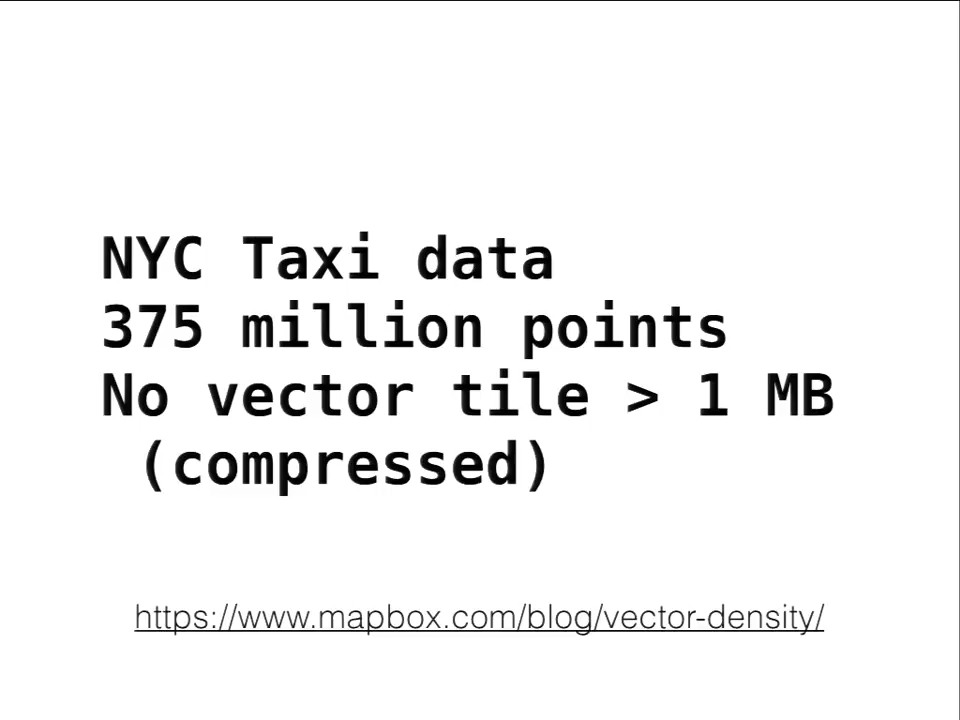 NYC Taxi data
375 million points
No vector tile > 1 MB
(compressed)
https://www.mapbox.com/blog/vector-density/